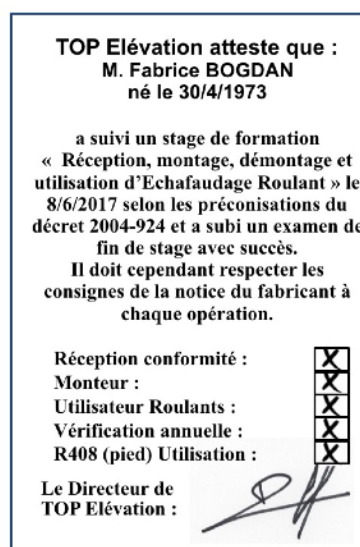 TOP Elévation atteste que :
M. Fabrice BOGDAN
né le 30/4/1973
a suivi un stage de formation
« Réception, montage, démontage et
utilisation d'Echafaudage Roulant » le
8/6/2017 selon les préconisations du
décret 2004-924 et a subi un examen de
fin de stage avec succès.
Il doit cependant respecter les
consignes de la notice du fabricant à
chaque opération.
Réception conformité : X
Monteur : X
Utilisateur Roulants : X
Vérification annuelle : X
R408 (pied) Utilisation : X
Le Directeur de
TOP Elévation :